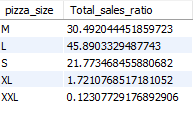 pizza_size Total_sales_ratio
M 30.492044451859723
L 45.8903329487743
S 21.773468455880682
XL 1.7210768517181052
XXL 0.12307729176892906